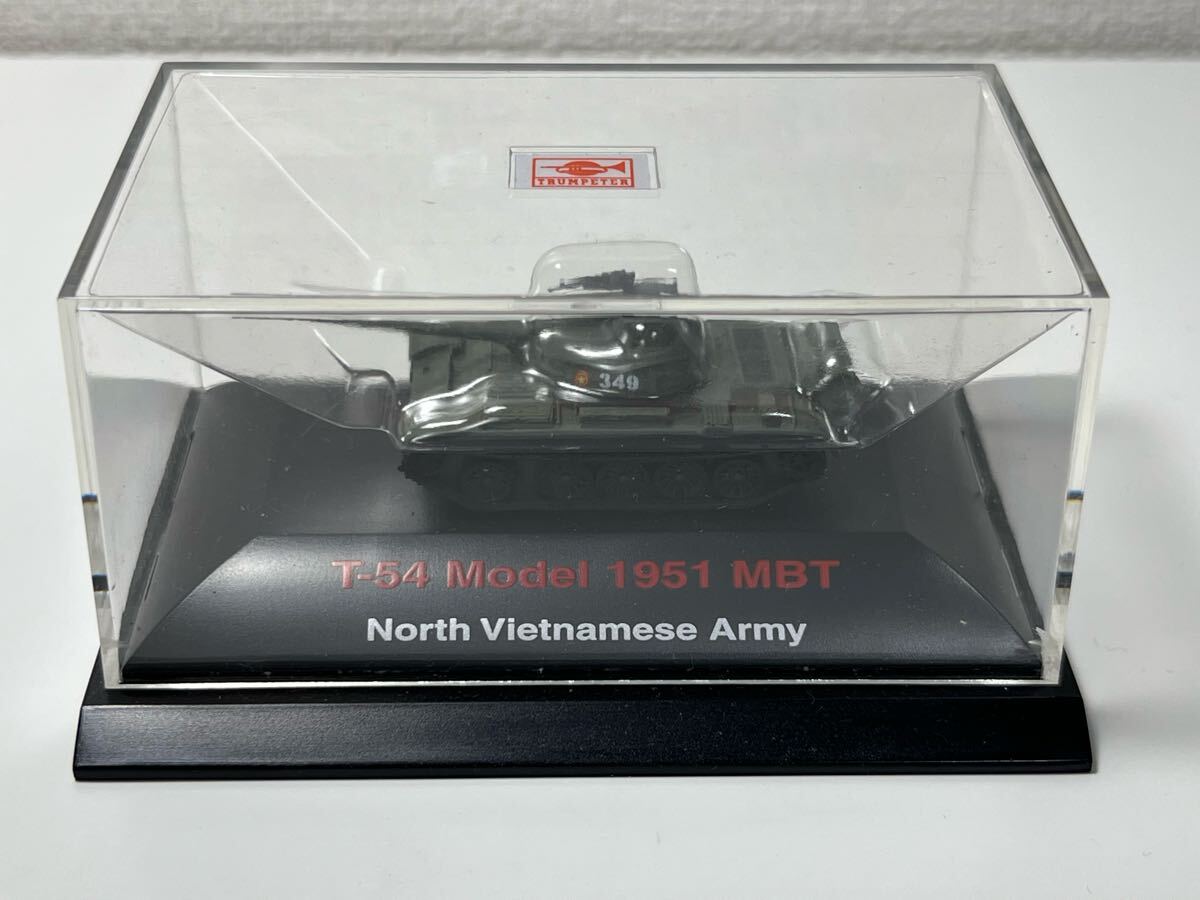 TRUMPETER
349
T-54 Model 1951 MBT
North Vietnamese Army